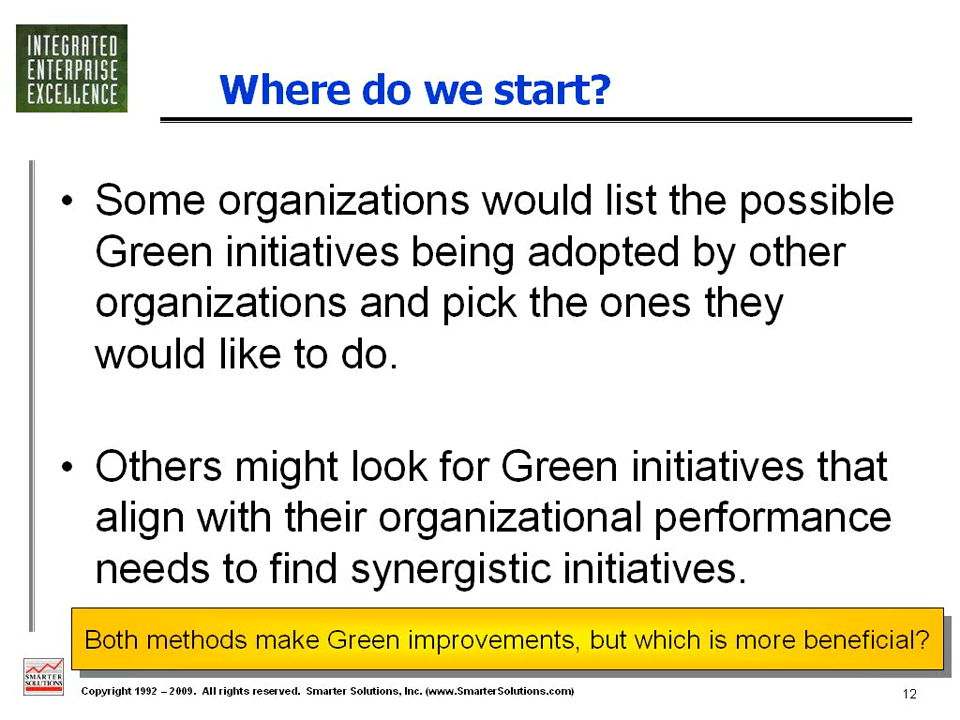 INTEGRATED
ENTERPRISE
EXCELLENCE
Where do we start?
• Some organizations would list the possible
Green initiatives being adopted by other
organizations and pick the ones they
would like to do.
• Others might look for Green initiatives that
align with their organizational performance
needs to find synergistic initiatives.
Both methods make Green improvements, but which is more beneficial?
SMARTER
SOLUTIONS
Copyright 1992 – 2009. All rights reserved. Smarter Solutions, Inc. (www.SmarterSolutions.com)
12